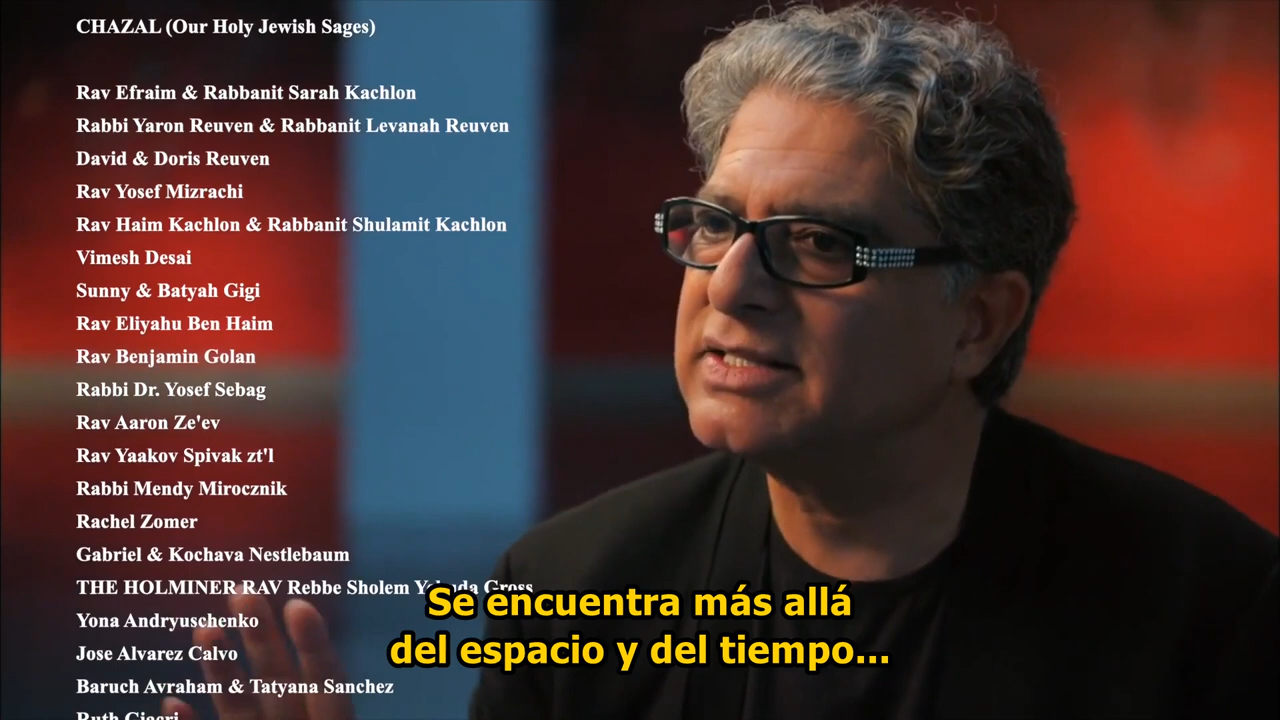 CHAZAL (Our Holy Jewish Sages)
Rav Efraim & Rabbanit Sarah Kachlon
Rabbi Yaron Reuven & Rabbanit Levanah Reuven
David & Doris Reuven
Rav Yosef Mizrachi
Rav Haim Kachlon & Rabbanit Shulamit Kachlon
Vimesh Desai
Sunny & Batyah Gigi
Rav Eliyahu Ben Haim
Rav Benjamin Golan
Rabbi Dr. Yosef Sebag
Rav Aaron Ze'ev
Rav Yaakov Spivak zt'l
Rabbi Mendy Mirocznik
Rachel Zomer
Gabriel & Kochava Nestlebaum
THE HOLMINER RAV Rebbe Sholem Yehuda Gross
Yona Andryuschenko
Jose Alvarez Calvo
Baruch Avraham & Tatyana Sanchez
Ruth Giacri
Se encuentra más allá
del espacio y del tiempo...